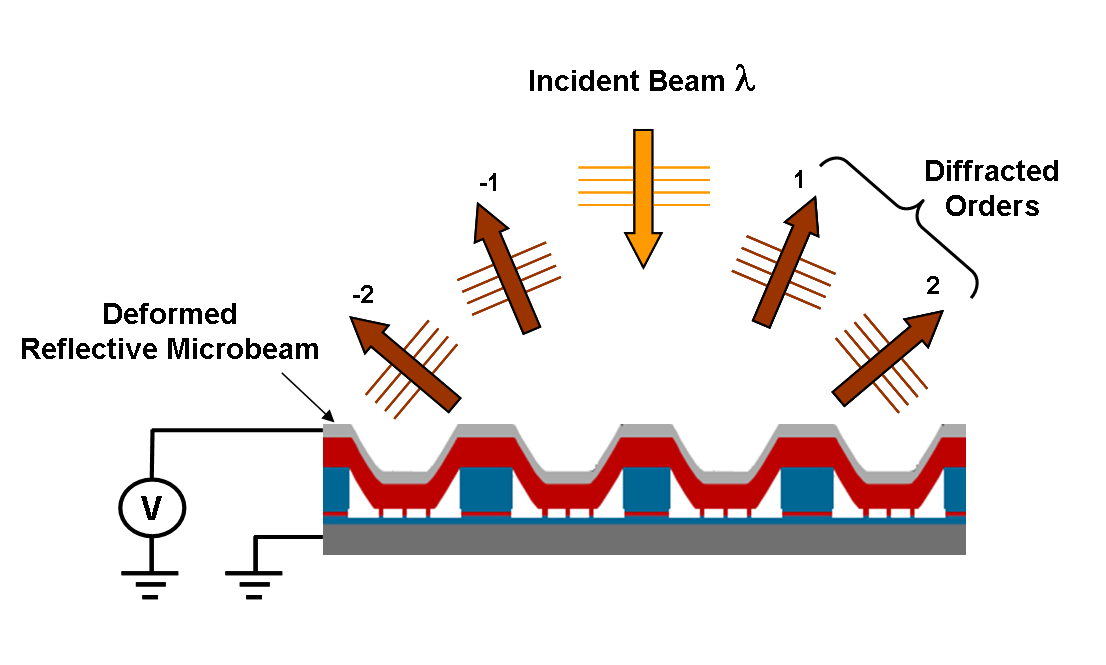 Incident Beam λ
-1
1
Diffracted
Orders
-2
2
Deformed
Reflective Microbeam
V